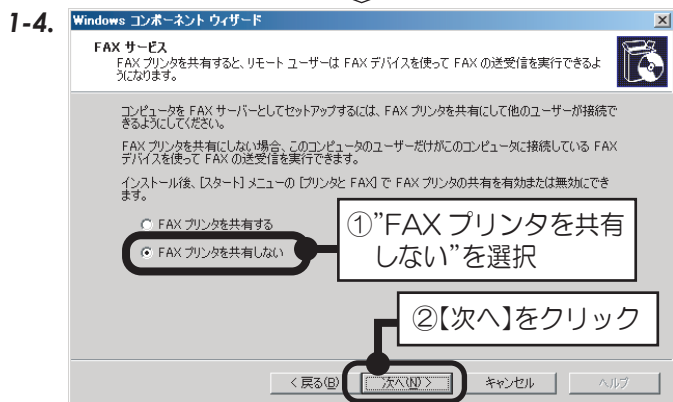 1-4.
Windows コンポーネント ウィザード
FAX サービス
FAX プリンタを共有すると、リモート ユーザーは FAX デバイスを使って FAX の送受信を実行できるよ
うになります。
コンピュータを FAX サーバーとしてセットアップするには、FAX プリンタを共有にして他のユーザーが接続で
きるようにしてください。
FAX プリンタを共有にしない場合、このコンピュータのユーザーだけがこのコンピュータに接続している FAX
デバイスを使って FAX の送受信を実行できます。
インストール後、[スタート] メニューの [プリンタと FAX] で FAX プリンタの共有を有効または無効にでき
ます。
FAX プリンタを共有する
FAX プリンタを共有しない
①”FAX プリンタを共有
しない”を選択
②【次へ】をクリック
< 戻る(B)
次へ(N) >
キャンセル
ヘルプ